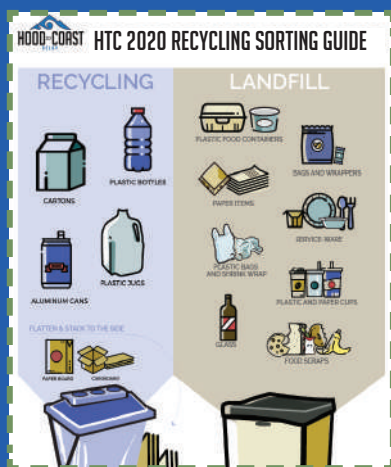 HOOD TO COAST
RELAY
HTC 2020 RECYCLING SORTING GUIDE
RECYCLING
CARTONS
PLASTIC BOTTLES
ALUMINUM CANS
PLASTIC JUGS
FLATTEN & STACK TO THE SIDE
PAPER BOARD
CARDBOARD
LANDFILL
PLASTIC FOOD CONTAINERS
BAGS AND WRAPPERS
PAPER ITEMS
SERVICE WARE
PLASTIC BAGS
AND SHRINK WRAP
PLASTIC AND PAPER CUPS
GLASS
FOOD SCRAPS